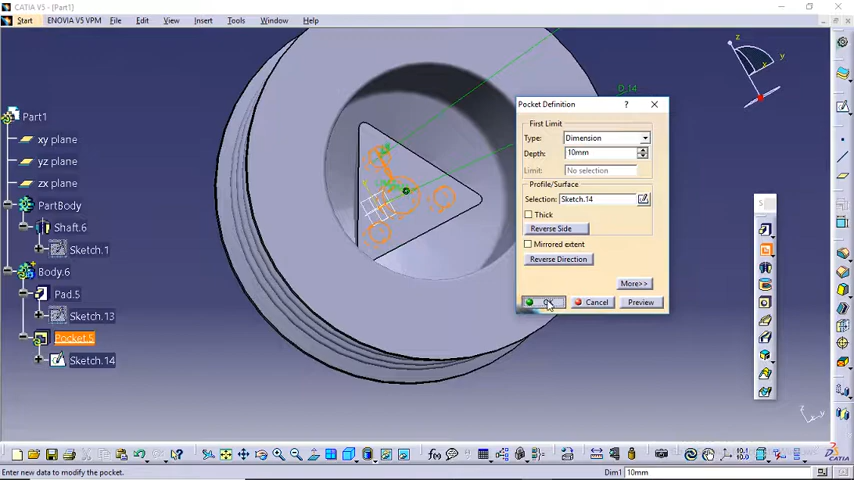 CATIA V5 - [Part1]
Start ENOVIA V5 VPM File Edit View Insert Tools Window Help
Part1
xy plane
yz plane
zx plane
PartBody
Shaft.6
Sketch.1
Body.6
Pad.5
Sketch.13
Pocket.5
Sketch.14
D 14
z
y
x
Pocket Definition ? 
First Limit
Type: Dimension
Depth: 10mm
Limit: No selection
Profile/Surface
Selection: Sketch.14
Thick
Reverse Side
Mirrored extent
Reverse Direction
More>>
OK Cancel Preview
S
Enter new data to modify the pocket.
Dim1 10mm
CATIA